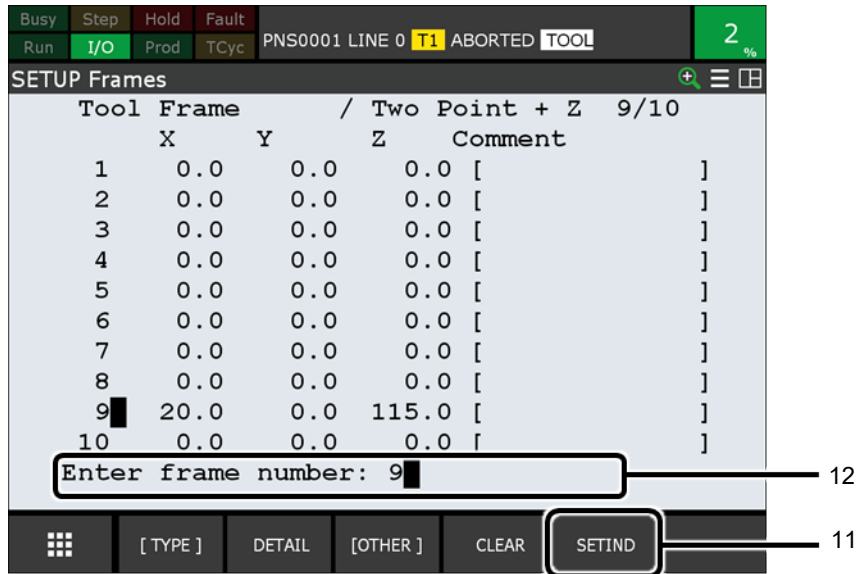 Busy Step Hold Fault
Run I/O Prod TCyc PNS0001 LINE 0 T1 ABORTED TOOL 2 %
SETUP Frames
Tool Frame / Two Point + Z 9/10
X Y Z Comment
1 0.0 0.0 0.0 [ ]
2 0.0 0.0 0.0 [ ]
3 0.0 0.0 0.0 [ ]
4 0.0 0.0 0.0 [ ]
5 0.0 0.0 0.0 [ ]
6 0.0 0.0 0.0 [ ]
7 0.0 0.0 0.0 [ ]
8 0.0 0.0 0.0 [ ]
9 20.0 0.0 115.0 [ ]
10 0.0 0.0 0.0 [ ]
Enter frame number: 9 12
[ TYPE ] DETAIL [OTHER ] CLEAR SETIND 11